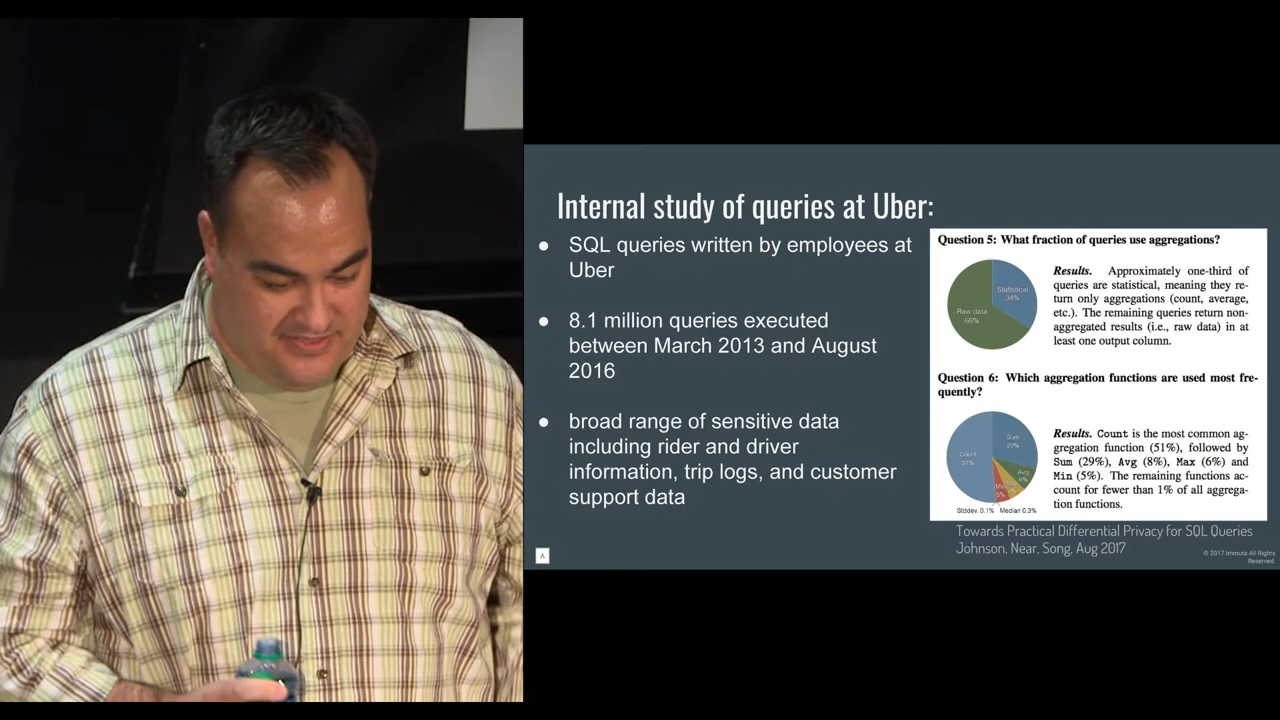 Internal study of queries at Uber:
● SQL queries written by employees at
Uber
● 8.1 million queries executed
between March 2013 and August
2016
● broad range of sensitive data
including rider and driver
information, trip logs, and customer
support data
Question 5: What fraction of queries use aggregations?
Statistical
34%
Raw data
66%
Results. Approximately one-third of
queries are statistical, meaning they re-
turn only aggregations (count, average,
etc.). The remaining queries return non-
aggregated results (i.e., raw data) in at
least one output column.
Question 6: Which aggregation functions are used most fre-
quently?
Sum
29%
Count
51%
Avg
8%
Max
Min
5%
Stddev. 0.1% Median 0.3%
Results. Count is the most common ag-
gregation function (51%), followed by
Sum (29%), Avg (8%), Max (6%) and
Min (5%). The remaining functions ac-
count for fewer than 1% of all aggrega-
tion functions.
Towards Practical Differential Privacy for SQL Queries
Johnson, Near, Song, Aug 2017
A
© 2017 Immuta All Rights
Reserved.